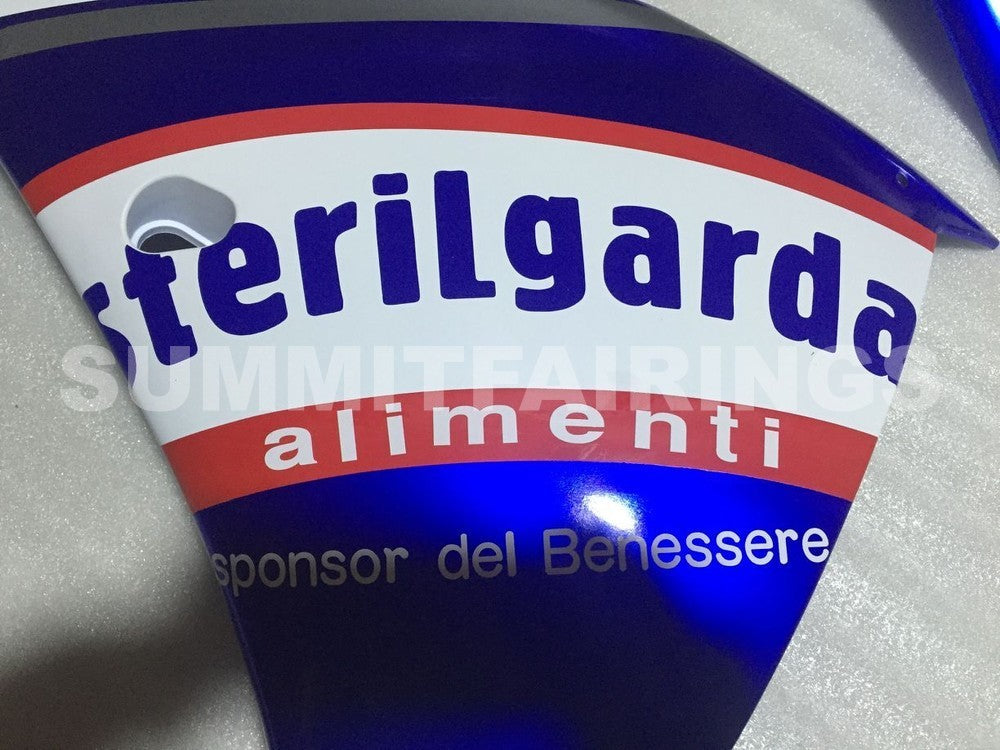 sterilgarda
SUMMITFAIRINGS
alimenti
sponsor del Benessere